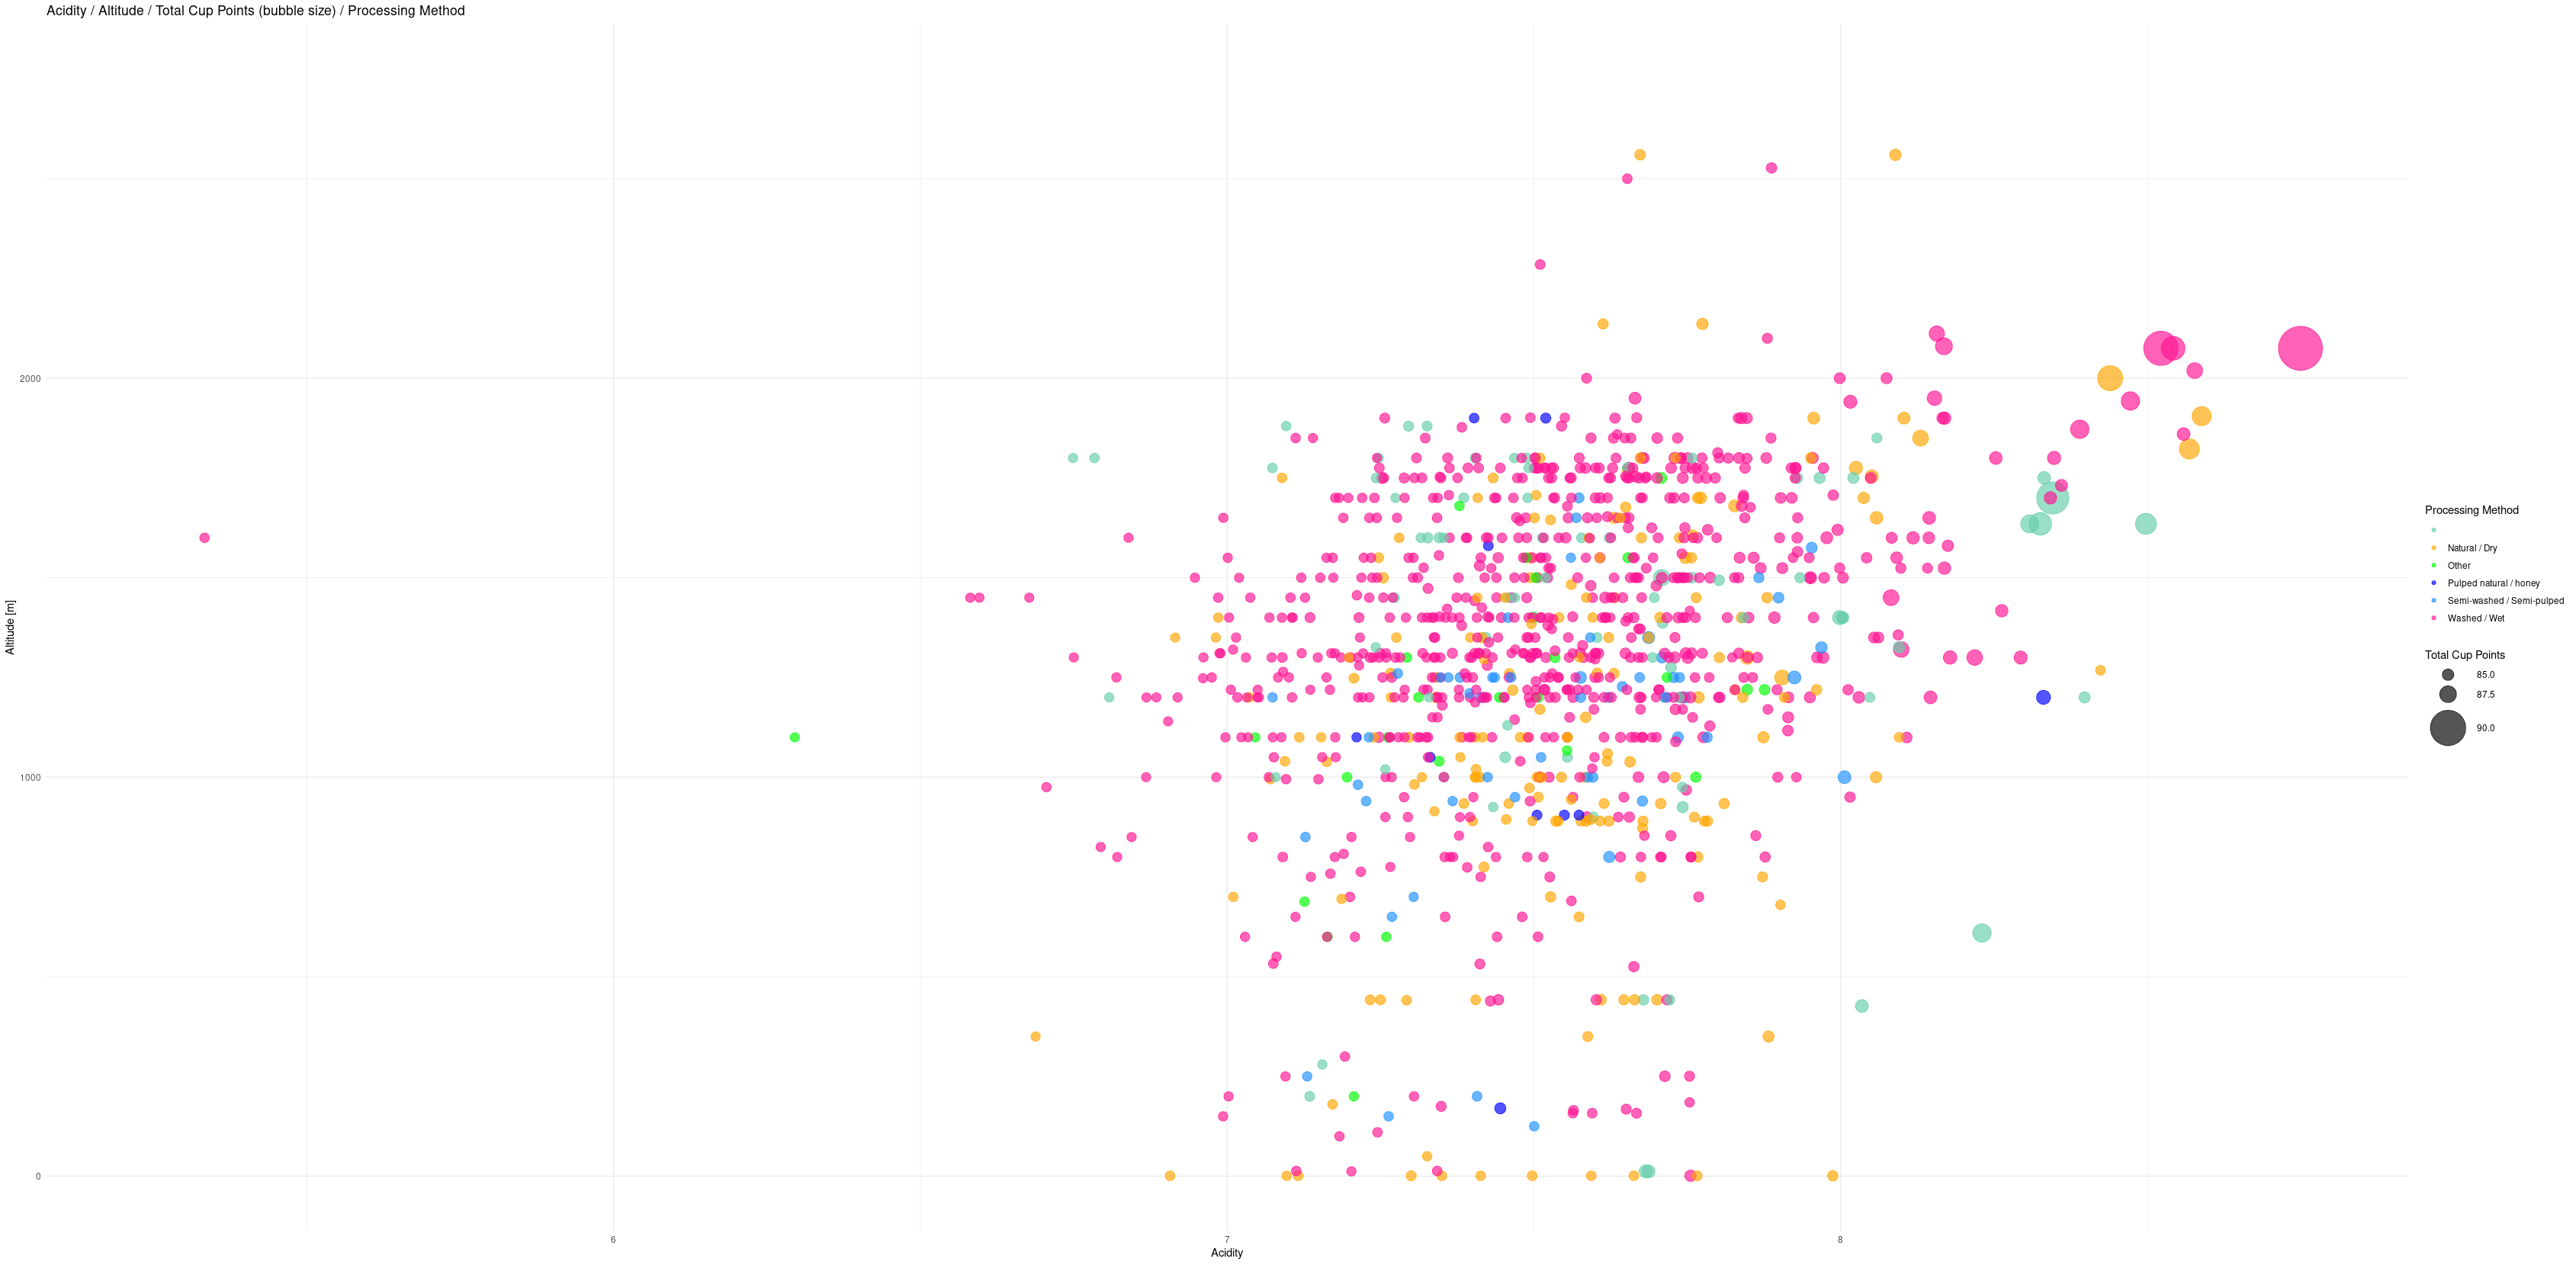 Acidity / Altitude / Total Cup Points (bubble size) / Processing Method
Altitude [m]
2000
1000
0
6
7
8
Acidity
Processing Method
Natural / Dry
Other
Pulped natural / honey
Semi-washed / Semi-pulped
Washed / Wet
Total Cup Points
85.0
87.5
90.0